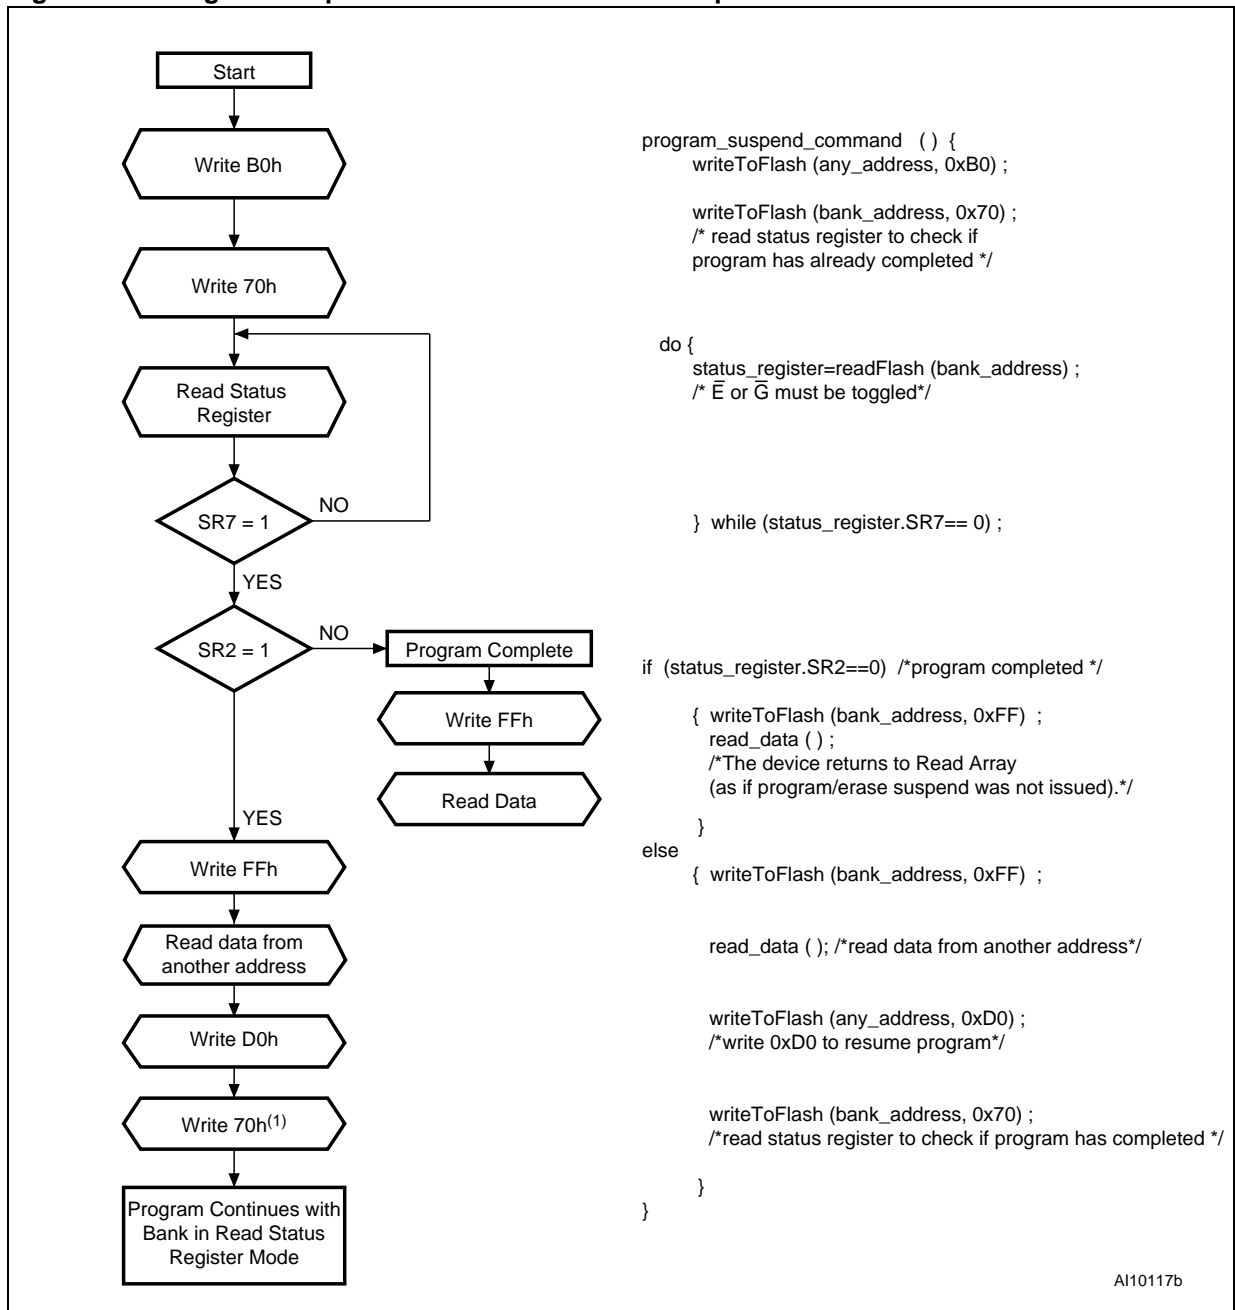 Start
Write B0h
Write 70h
Read Status
Register
SR7 = 1
NO
YES
SR2 = 1
NO
Program Complete
Write FFh
Read Data
YES
Write FFh
Read data from
another address
Write D0h
Write 70h(1)
Program Continues with
Bank in Read Status
Register Mode
program_suspend_command ( ) {
writeToFlash (any_address, 0xB0) ;
writeToFlash (bank_address, 0x70) ;
/* read status register to check if
program has already completed */
do {
status_register=readFlash (bank_address) ;
/* E̅ or G̅ must be toggled*/
} while (status_register.SR7== 0) ;
if (status_register.SR2==0) /*program completed */
{ writeToFlash (bank_address, 0xFF) ;
read_data ( ) ;
/*The device returns to Read Array
(as if program/erase suspend was not issued).*/
}
else
{ writeToFlash (bank_address, 0xFF) ;
read_data ( ); /*read data from another address*/
writeToFlash (any_address, 0xD0) ;
/*write 0xD0 to resume program*/
writeToFlash (bank_address, 0x70) ;
/*read status register to check if program has completed */
}
}
AI10117b